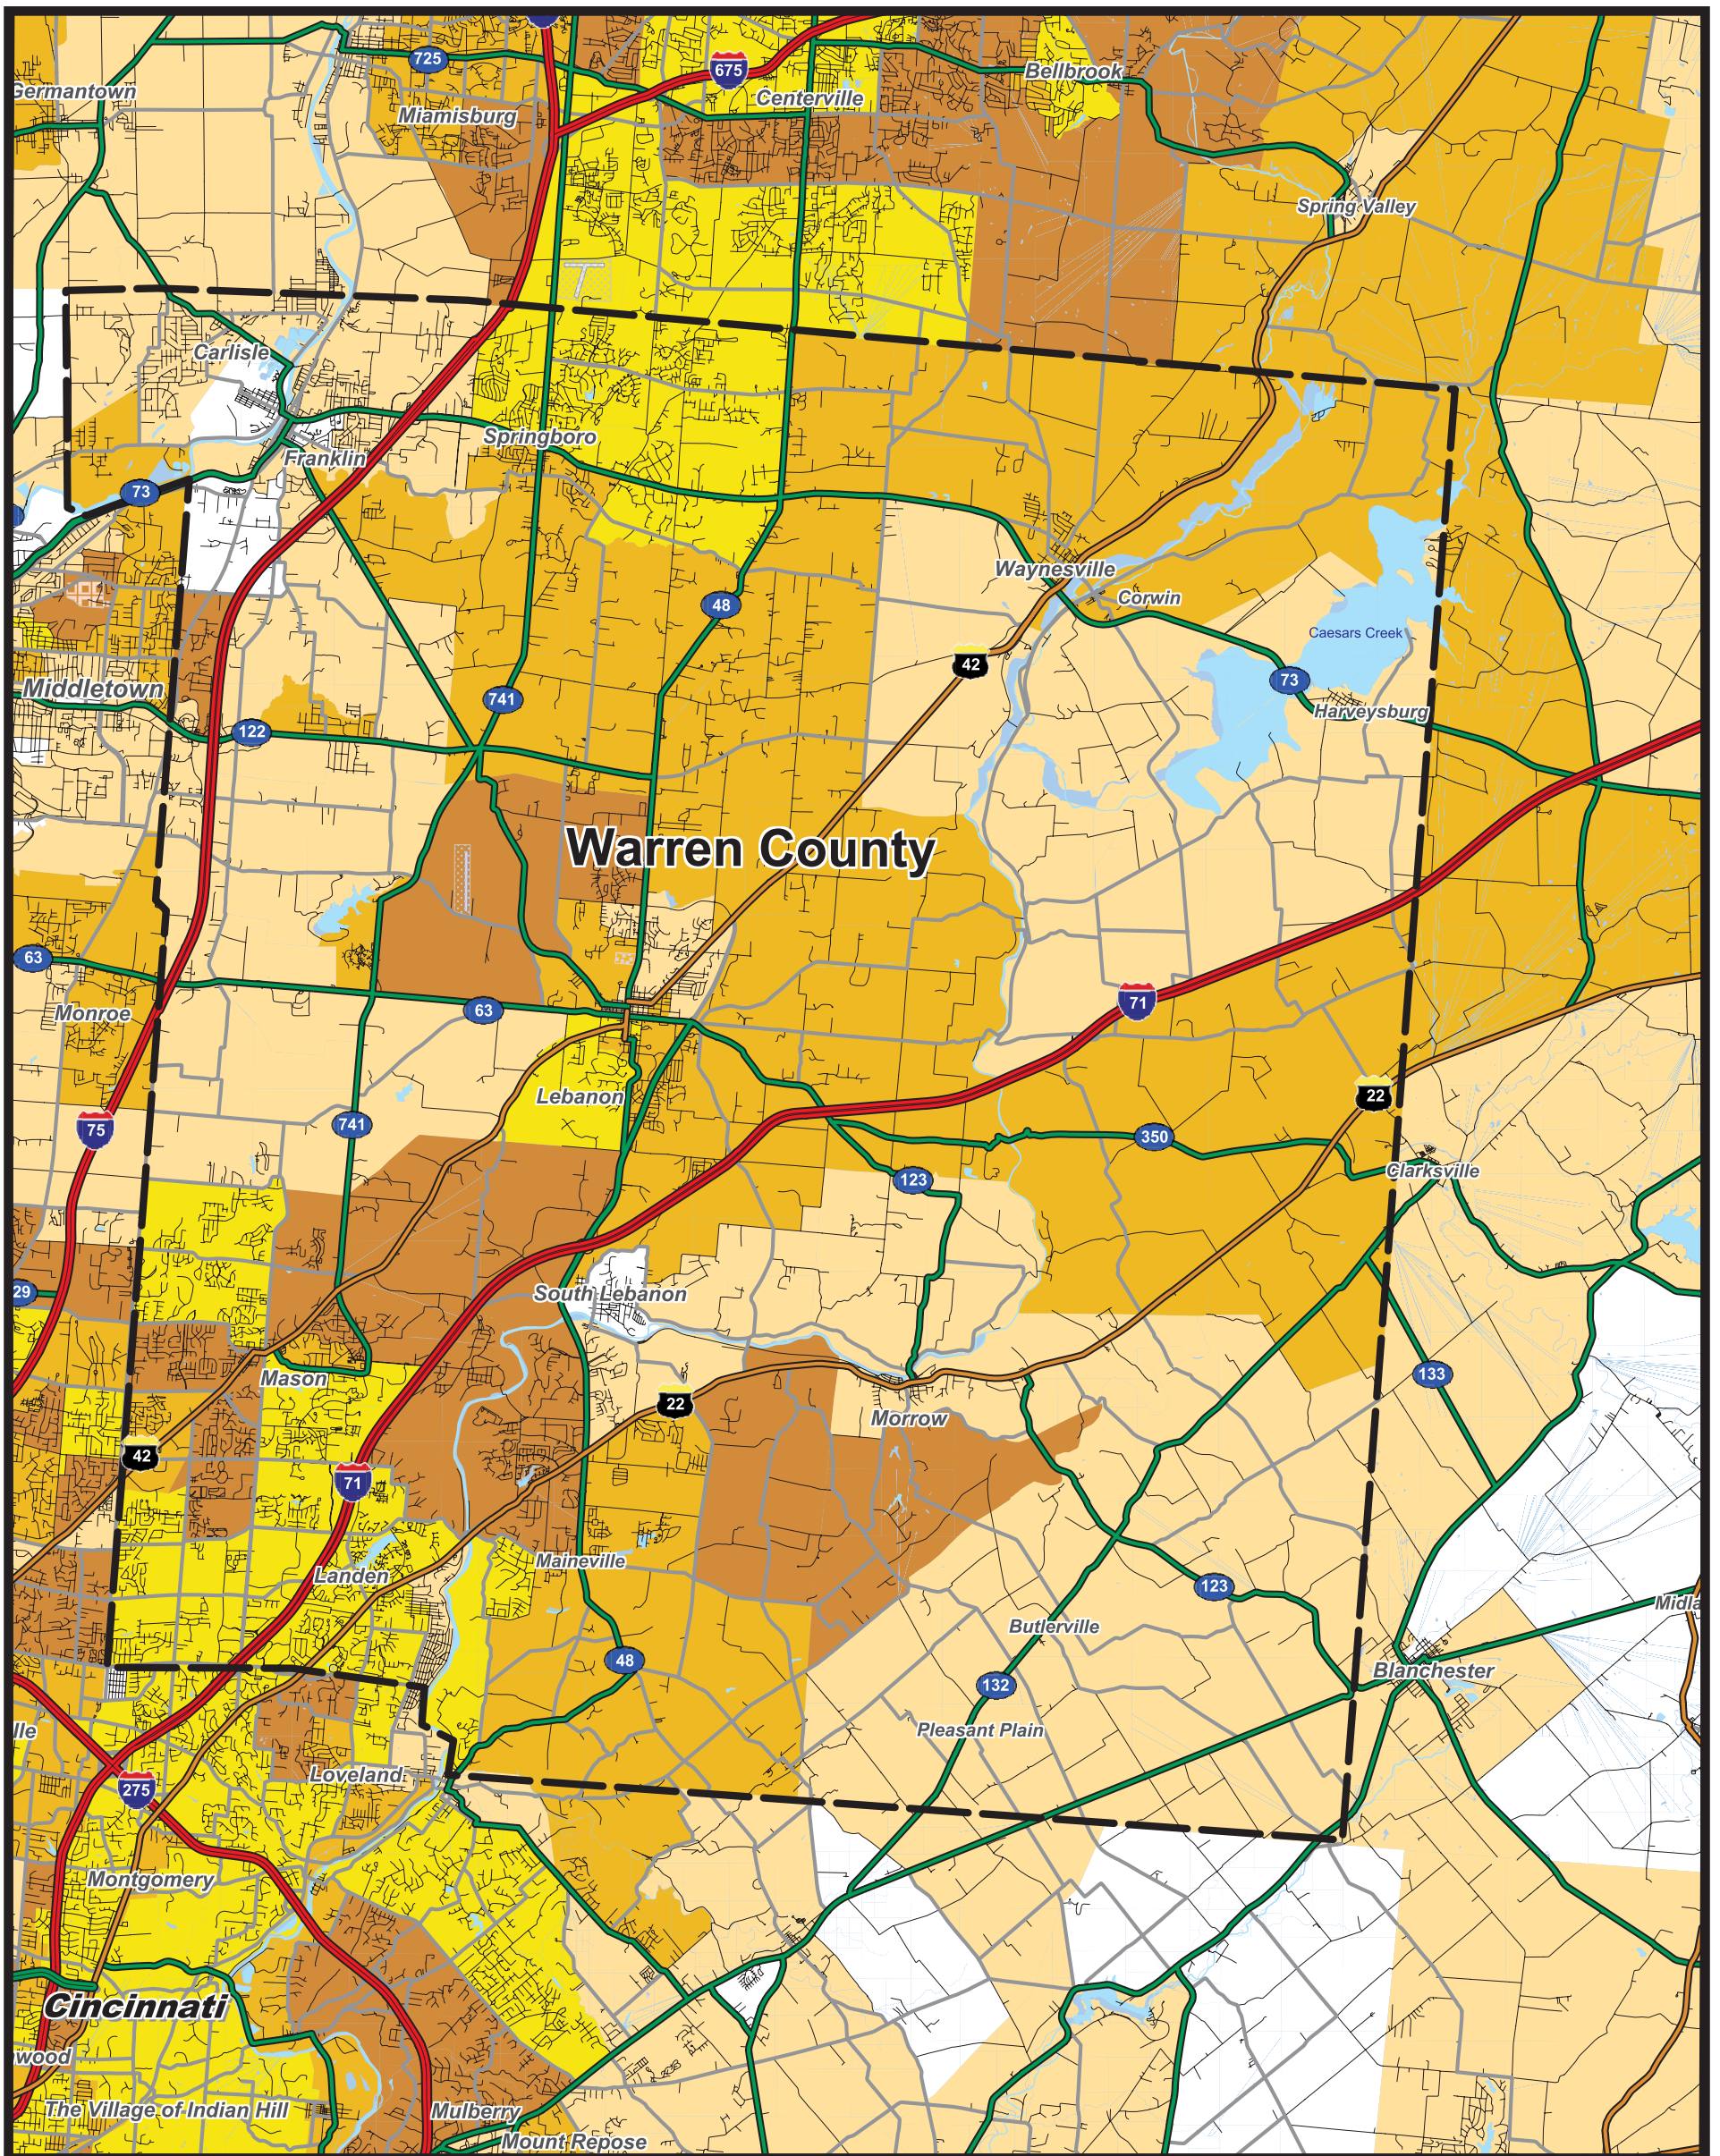 725
675
Germantown
Bellbrook
Centerville
Miamisburg
Spring Valley
Carlisle
Springboro
Franklin
73
Waynesville
Corwin
48
Caesars Creek
42
73
Middletown
741
Harveysburg
122
Warren County
63
71
63
Monroe
Lebanon
22
741
75
350
Clarksville
123
29
South Lebanon
Mason
133
22
Morrow
42
71
Maineville
Landen
123
Midla
Butlerville
48
Blanchester
132
lle
Pleasant Plain
Loveland
275
Montgomery
Cincinnati
wood
The Village of Indian Hill
Mulberry
Mount Repose